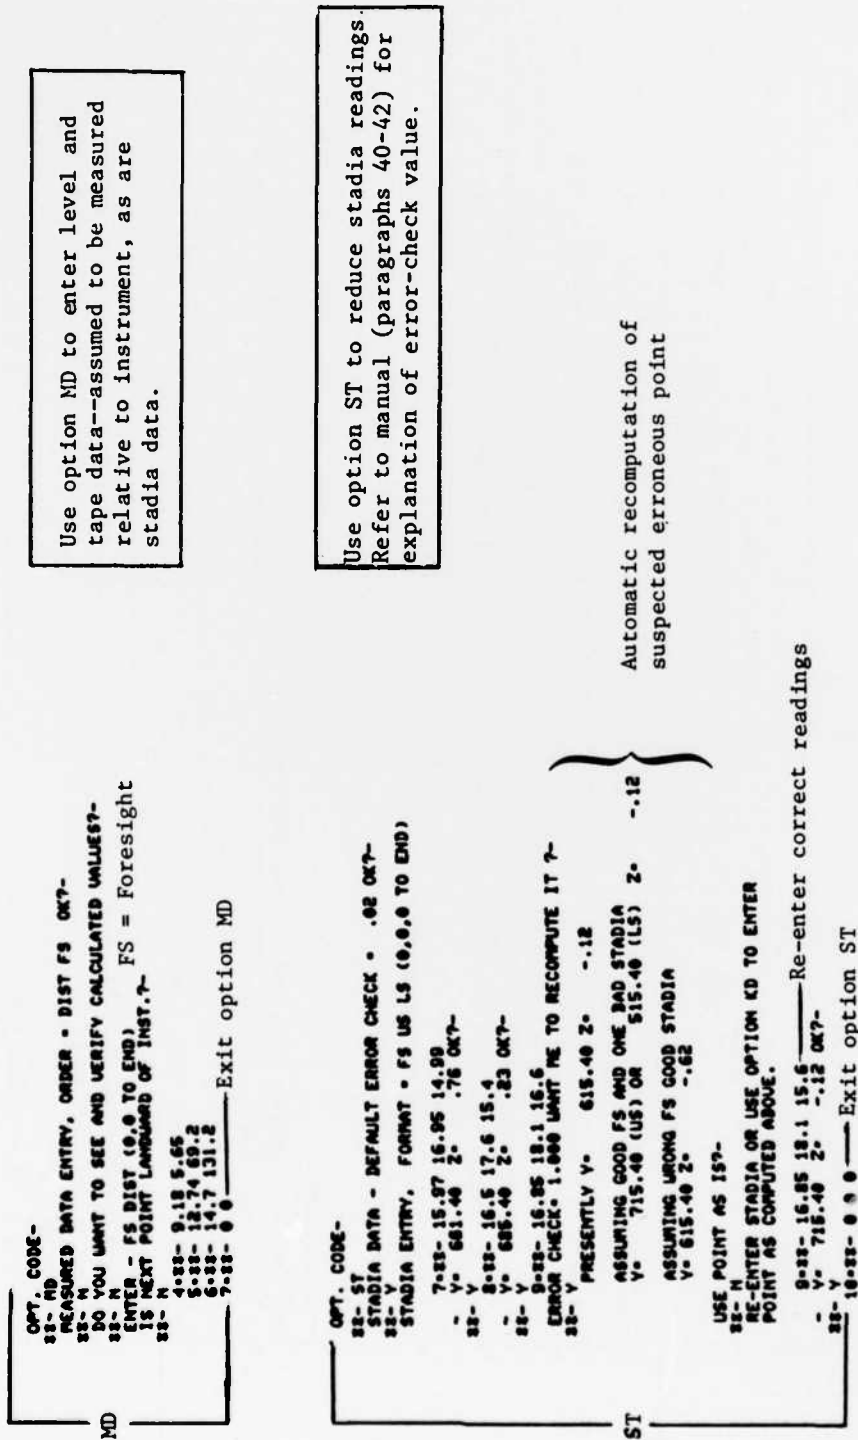 MD
OPT. CODE-
‡‡- MD
MEASURED DATA ENTRY, ORDER = DIST FS OK?-
‡‡- N
DO YOU WANT TO SEE AND VERIFY CALCULATED VALUES?-
‡‡- N
ENTER - FS DIST (0,0 TO END) FS = Foresight
IS NEXT POINT LANDWARD OF INST.?-
‡‡- N
4*‡‡- 9.18 5.65
5*‡‡- 12.74 69.2
6*‡‡- 14.7 131.2
7*‡‡- 0 0 Exit option MD
Use option MD to enter level and
tape data--assumed to be measured
relative to instrument, as are
stadia data.
ST
OPT. CODE-
‡‡- ST
STADIA DATA - DEFAULT ERROR CHECK = .02 OK?-
‡‡- Y
STADIA ENTRY, FORMAT = FS US LS (0,0,0 TO END)
7*‡‡- 15.97 16.95 14.99
~ Y= 681.40 Z= .76 OK?-
‡‡- Y
8*‡‡- 16.5 17.6 15.4
~ Y= 685.40 Z= .23 OK?-
‡‡- Y
9*‡‡- 16.85 18.1 16.6
ERROR CHECK= 1.000 WANT ME TO RECOMPUTE IT ?-
‡‡- Y
PRESENTLY Y= 615.40 Z= -.12
ASSUMING GOOD FS AND ONE BAD STADIA
Y= 715.40 (US) OR 515.40 (LS) Z= -.12
ASSUMING WRONG FS GOOD STADIA
Y= 615.40 Z= -.62
Automatic recomputation of
suspected erroneous point
USE POINT AS IS?-
‡‡- N
RE-ENTER STADIA OR USE OPTION KD TO ENTER
POINT AS COMPUTED ABOVE.
9*‡‡- 16.85 18.1 15.6 Re-enter correct readings
~ Y= 715.40 Z= -.12 OK?-
‡‡- Y
10*‡‡- 0 0 0 Exit option ST
Use option ST to reduce stadia readings.
Refer to manual (paragraphs 40-42) for
explanation of error-check value.